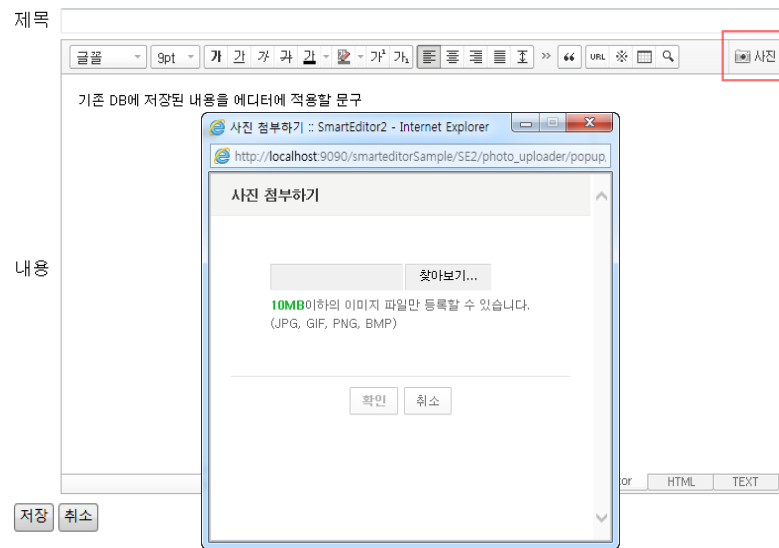 제목
글꼴 9pt 가 가 가 가 가 가¹ 가₁ » “ URL ※ 사진
기존 DB에 저장된 내용을 에디터에 적용할 문구
사진 첨부하기 :: SmartEditor2 - Internet Explorer
http://localhost:9090/smarteditorSample/SE2/photo_uploader/popup,
사진 첨부하기
내용
찾아보기...
10MB이하의 이미지 파일만 등록할 수 있습니다.
(JPG, GIF, PNG, BMP)
확인 취소
tor HTML TEXT
저장 취소